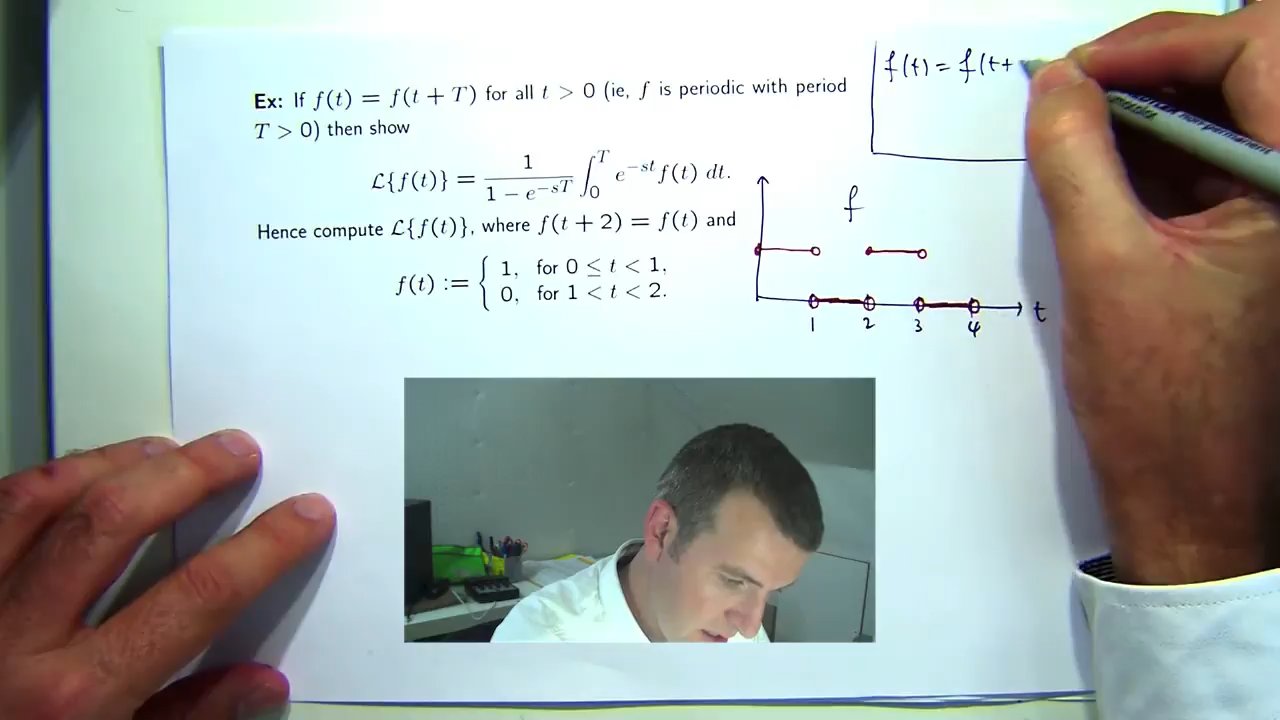 Ex: If f(t) = f(t + T) for all t > 0 (ie, f is periodic with period
T > 0) then show
L{f(t)} = 1/(1 − e^{−sT}) ∫_0^T e^{−st} f(t) dt.
Hence compute L{f(t)}, where f(t + 2) = f(t) and
f(t) := { 1, for 0 ≤ t < 1,
0, for 1 < t < 2.
f(t) = f(t+
f
1 2 3 4 t